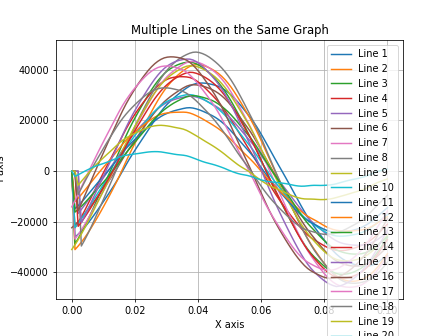 Multiple Lines on the Same Graph
40000
20000
0
−20000
−40000
0.00
0.02
0.04
0.06
X axis
Line 1
Line 2
Line 3
Line 4
Line 5
Line 6
Line 7
Line 8
Line 9
Line 10
Line 11
Line 12
Line 13
Line 14
Line 15
Line 16
Line 17
Line 18
Line 19